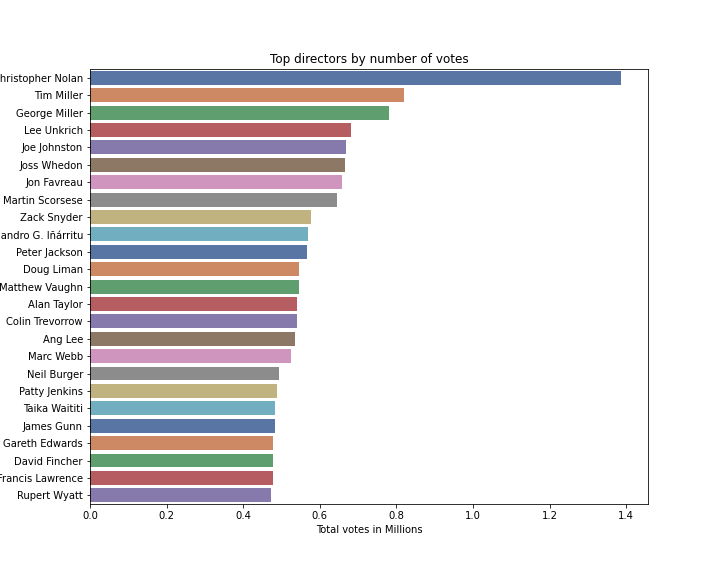 Top directors by number of votes
hristopher Nolan
Tim Miller
George Miller
Lee Unkrich
Joe Johnston
Joss Whedon
Jon Favreau
Martin Scorsese
Zack Snyder
andro G. Iñárritu
Peter Jackson
Doug Liman
Matthew Vaughn
Alan Taylor
Colin Trevorrow
Ang Lee
Marc Webb
Neil Burger
Patty Jenkins
Taika Waititi
James Gunn
Gareth Edwards
David Fincher
Francis Lawrence
Rupert Wyatt
0.0 0.2 0.4 0.6 0.8 1.0 1.2 1.4
Total votes in Millions